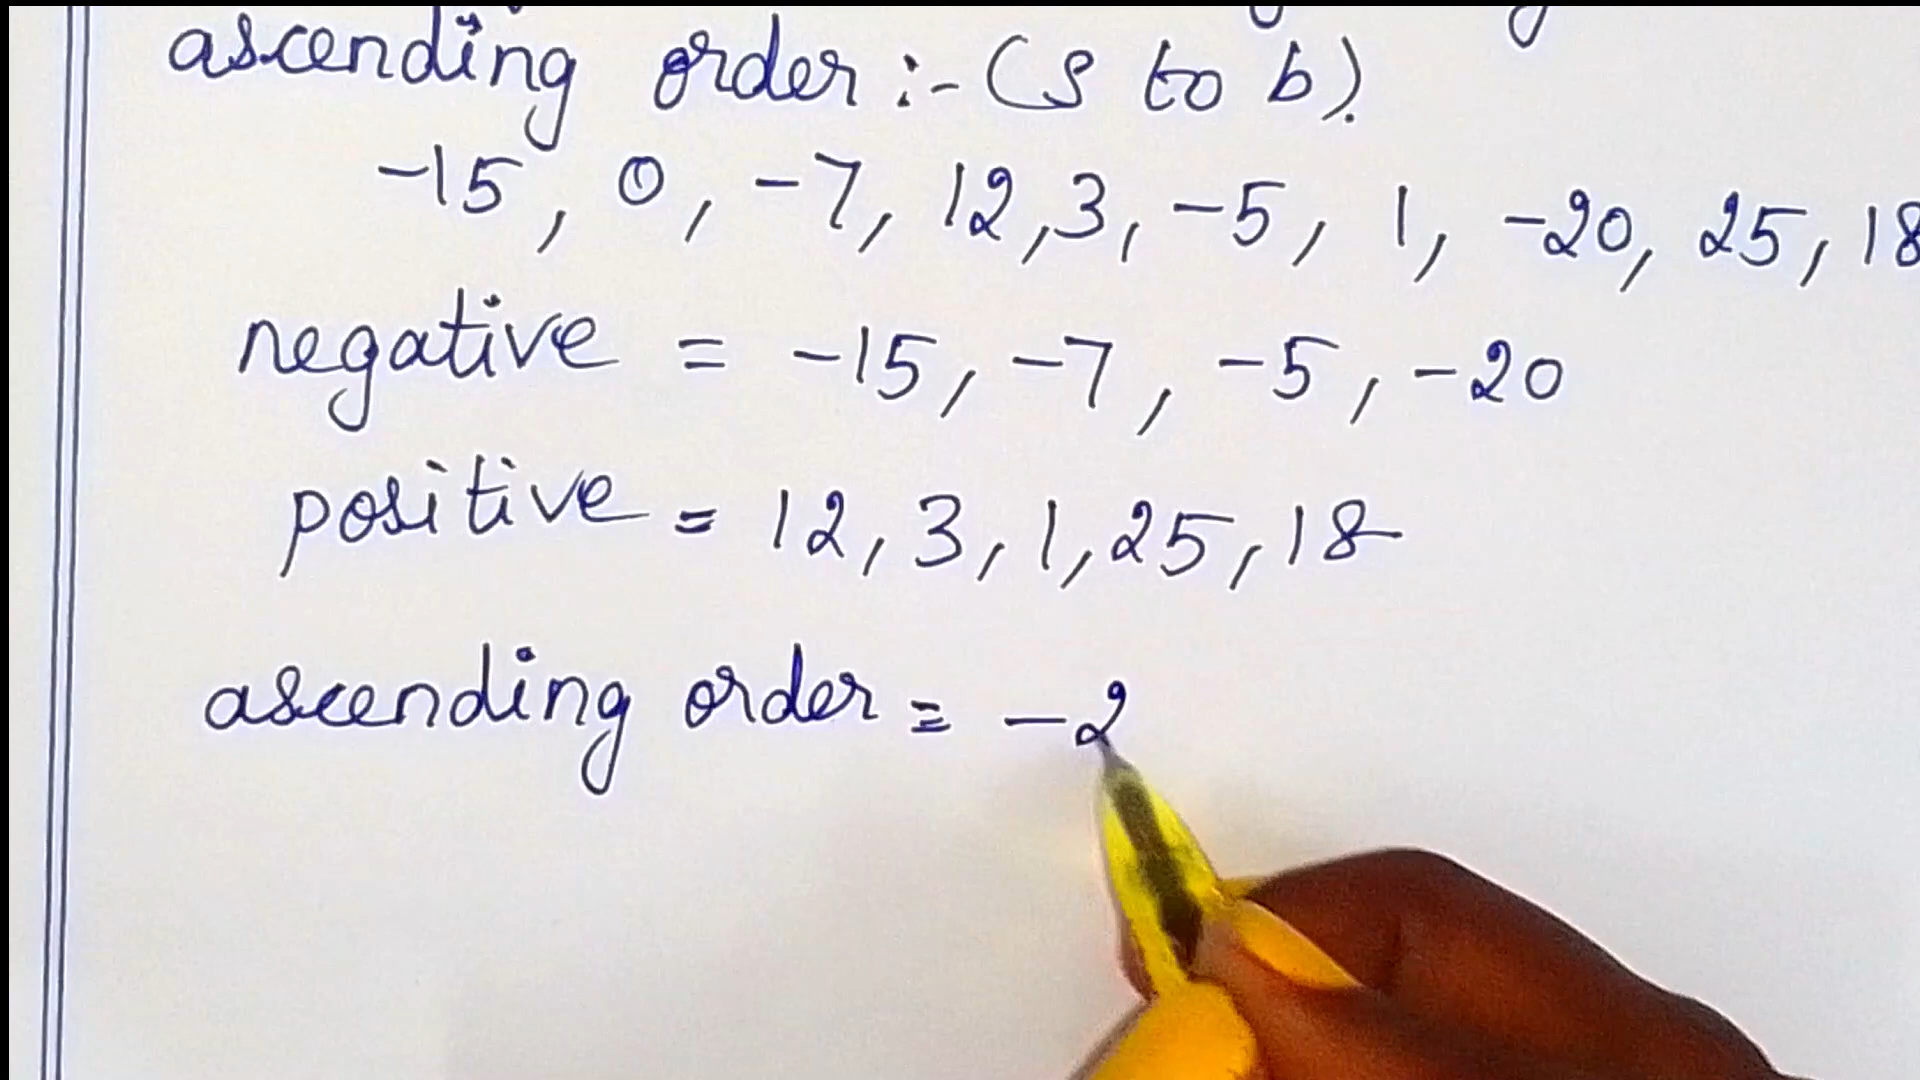 ascending order :- (s to b).
-15, 0, -7, 12, 3, -5, 1, -20, 25, 18
negative = -15, -7, -5, -20
positive = 12, 3, 1, 25, 18
ascending order = -2